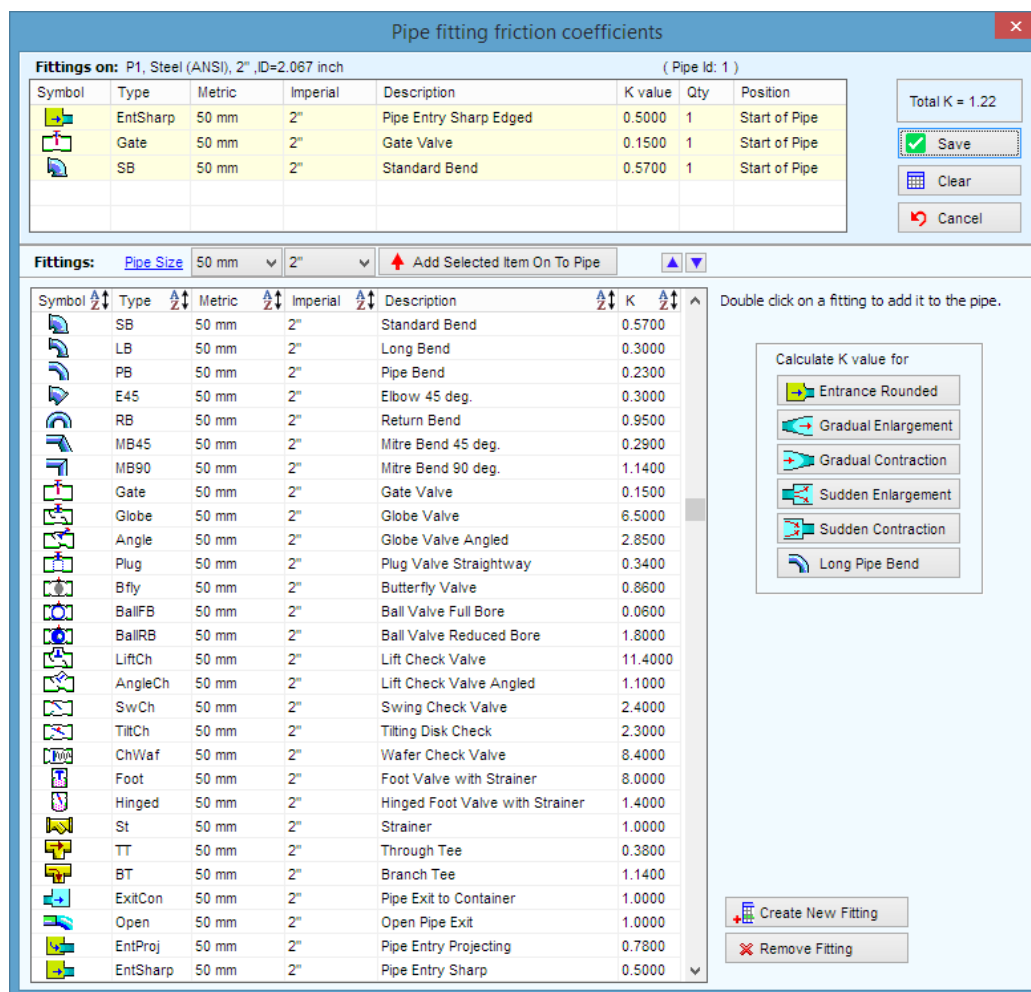 Pipe fitting friction coefficients
Fittings on: P1, Steel (ANSI), 2" ,ID=2.067 inch ( Pipe Id: 1 )
Symbol Type Metric Imperial Description K value Qty Position
EntSharp 50 mm 2" Pipe Entry Sharp Edged 0.5000 1 Start of Pipe
Gate 50 mm 2" Gate Valve 0.1500 1 Start of Pipe
SB 50 mm 2" Standard Bend 0.5700 1 Start of Pipe
Total K = 1.22
Save
Clear
Cancel
Fittings: Pipe Size 50 mm 2" Add Selected Item On To Pipe
Symbol Type Metric Imperial Description K
SB 50 mm 2" Standard Bend 0.5700
LB 50 mm 2" Long Bend 0.3000
PB 50 mm 2" Pipe Bend 0.2300
E45 50 mm 2" Elbow 45 deg. 0.3000
RB 50 mm 2" Return Bend 0.9500
MB45 50 mm 2" Mitre Bend 45 deg. 0.2900
MB90 50 mm 2" Mitre Bend 90 deg. 1.1400
Gate 50 mm 2" Gate Valve 0.1500
Globe 50 mm 2" Globe Valve 6.5000
Angle 50 mm 2" Globe Valve Angled 2.8500
Plug 50 mm 2" Plug Valve Straightway 0.3400
Bfly 50 mm 2" Butterfly Valve 0.8600
BallFB 50 mm 2" Ball Valve Full Bore 0.0600
BallRB 50 mm 2" Ball Valve Reduced Bore 1.8000
LiftCh 50 mm 2" Lift Check Valve 11.4000
AngleCh 50 mm 2" Lift Check Valve Angled 1.1000
SwCh 50 mm 2" Swing Check Valve 2.4000
TiltCh 50 mm 2" Tilting Disk Check 2.3000
ChWaf 50 mm 2" Wafer Check Valve 8.4000
Foot 50 mm 2" Foot Valve with Strainer 8.0000
Hinged 50 mm 2" Hinged Foot Valve with Strainer 1.4000
St 50 mm 2" Strainer 1.0000
TT 50 mm 2" Through Tee 0.3800
BT 50 mm 2" Branch Tee 1.1400
ExitCon 50 mm 2" Pipe Exit to Container 1.0000
Open 50 mm 2" Open Pipe Exit 1.0000
EntProj 50 mm 2" Pipe Entry Projecting 0.7800
EntSharp 50 mm 2" Pipe Entry Sharp 0.5000
Double click on a fitting to add it to the pipe.
Calculate K value for
Entrance Rounded
Gradual Enlargement
Gradual Contraction
Sudden Enlargement
Sudden Contraction
Long Pipe Bend
Create New Fitting
Remove Fitting